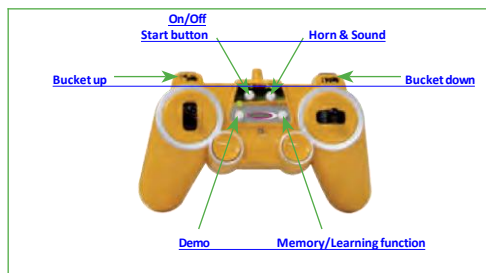 On/Off
Start button
Horn & Sound
Bucket up
Bucket down
Demo
Memory/Learning function